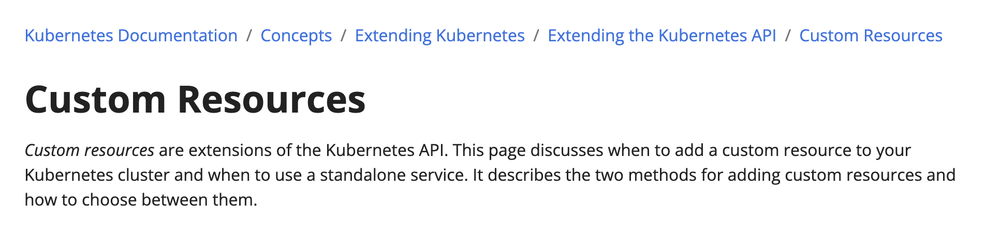 Kubernetes Documentation / Concepts / Extending Kubernetes / Extending the Kubernetes API / Custom Resources
Custom Resources
Custom resources are extensions of the Kubernetes API. This page discusses when to add a custom resource to your
Kubernetes cluster and when to use a standalone service. It describes the two methods for adding custom resources and
how to choose between them.